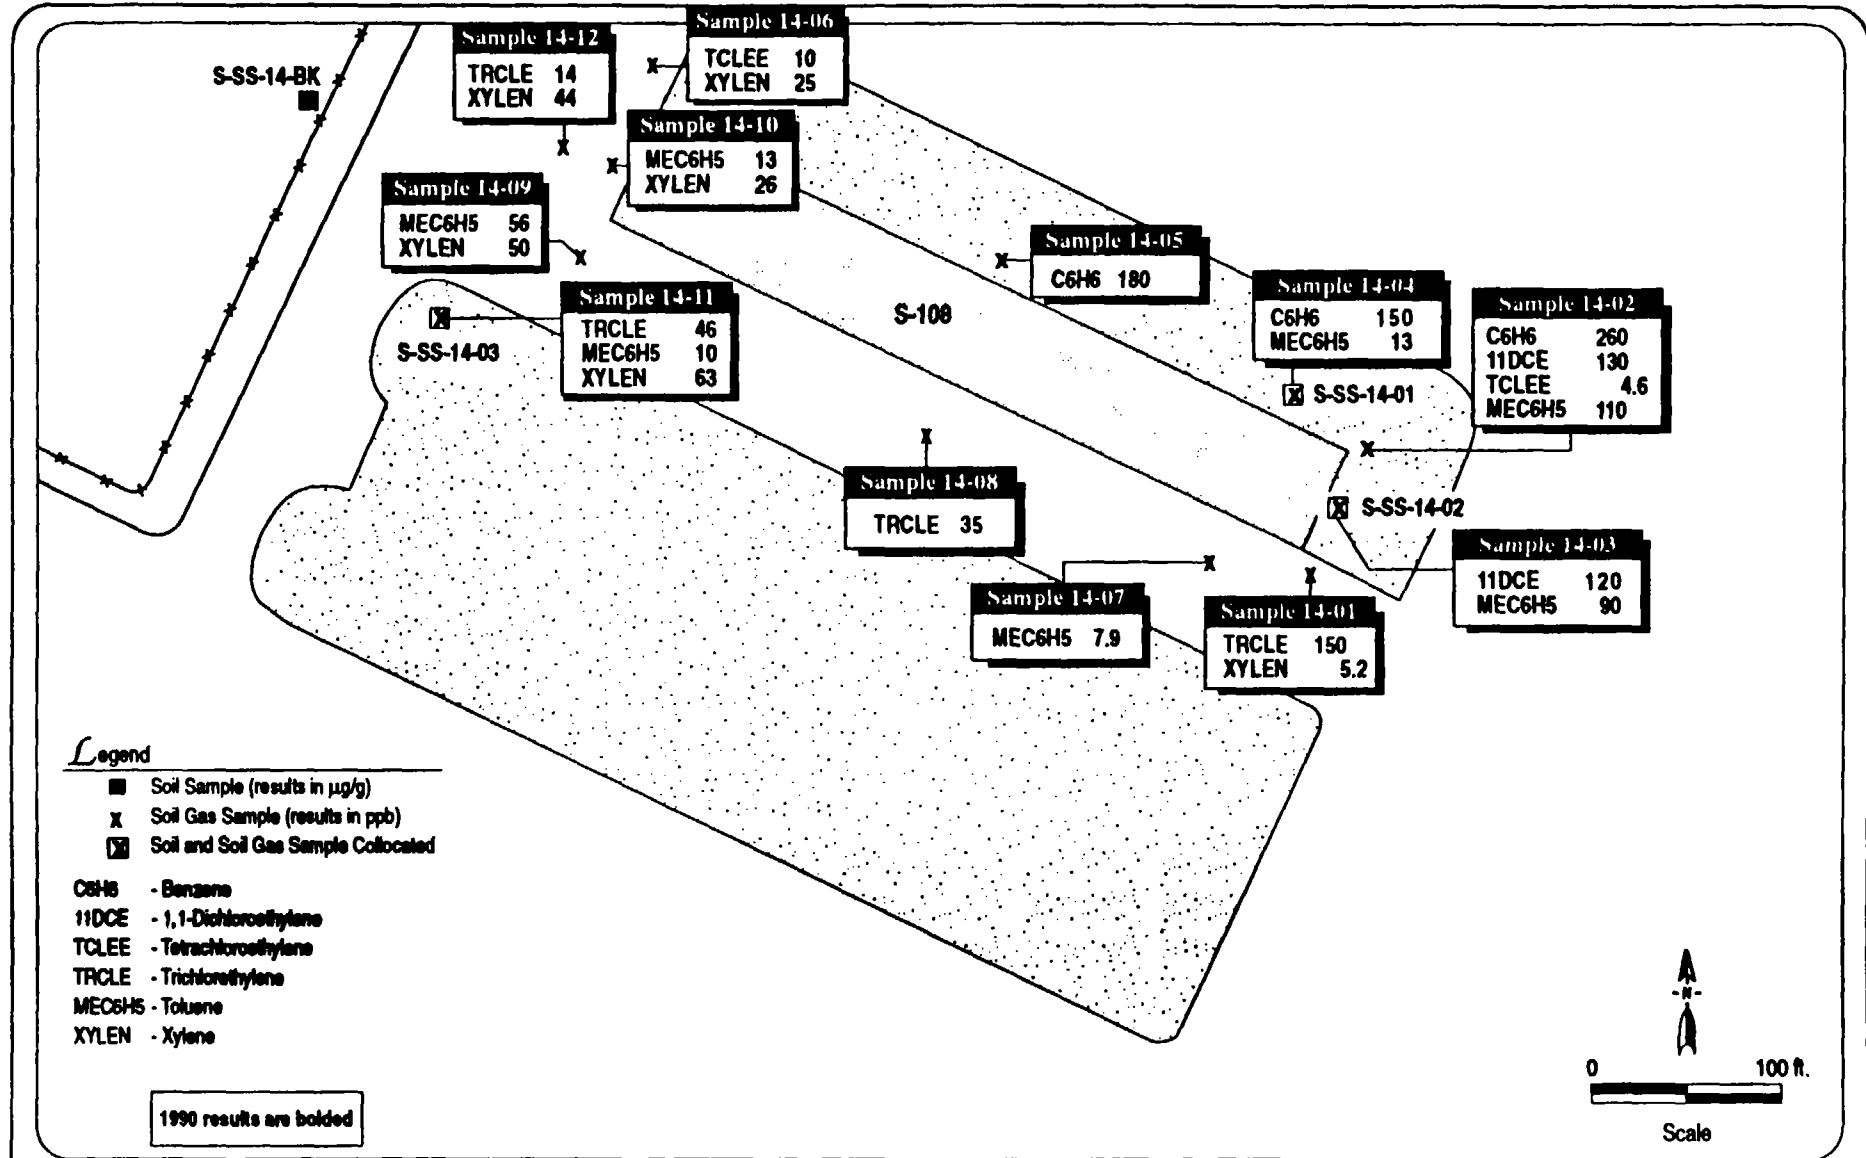 Sample 14-06
TCLEE 10
XYLEN 25
Sample 14-12
TRCLE 14
XYLEN 44
S-SS-14-BK
Sample 14-10
MEC6H5 13
XYLEN 26
Sample 14-09
MEC6H5 56
XYLEN 50
Sample 14-05
C6H6 180
Sample 14-04
C6H6 150
MEC6H5 13
Sample 14-02
C6H6 260
11DCE 130
TCLEE 4.6
MEC6H5 110
Sample 14-11
TRCLE 46
MEC6H5 10
XYLEN 63
S-SS-14-03
S-108
S-SS-14-01
Sample 14-08
TRCLE 35
S-SS-14-02
Sample 14-03
11DCE 120
MEC6H5 90
Sample 14-07
MEC6H5 7.9
Sample 14-01
TRCLE 150
XYLEN 5.2
Legend
Soil Sample (results in µg/g)
X Soil Gas Sample (results in ppb)
X Soil and Soil Gas Sample Collocated
C6H6 - Benzene
11DCE - 1,1-Dichloroethylene
TCLEE - Tetrachloroethylene
TRCLE - Trichlorethylene
MEC6H5 - Toluene
XYLEN - Xylene
1990 results are bolded
N
0 100 ft.
Scale